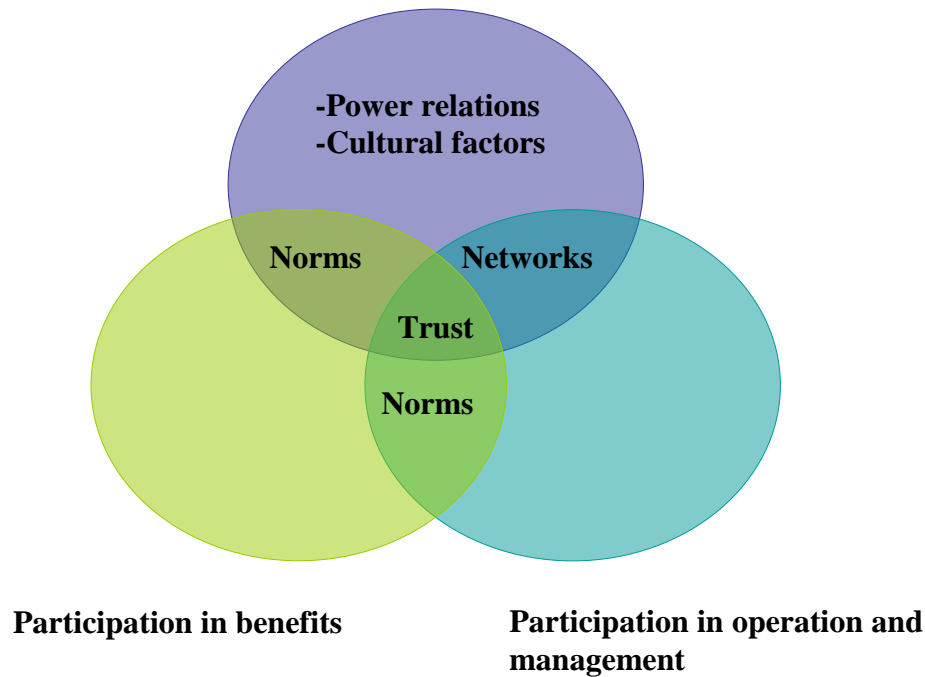 -Power relations
-Cultural factors
Norms
Networks
Trust
Norms
Participation in benefits
Participation in operation and
management